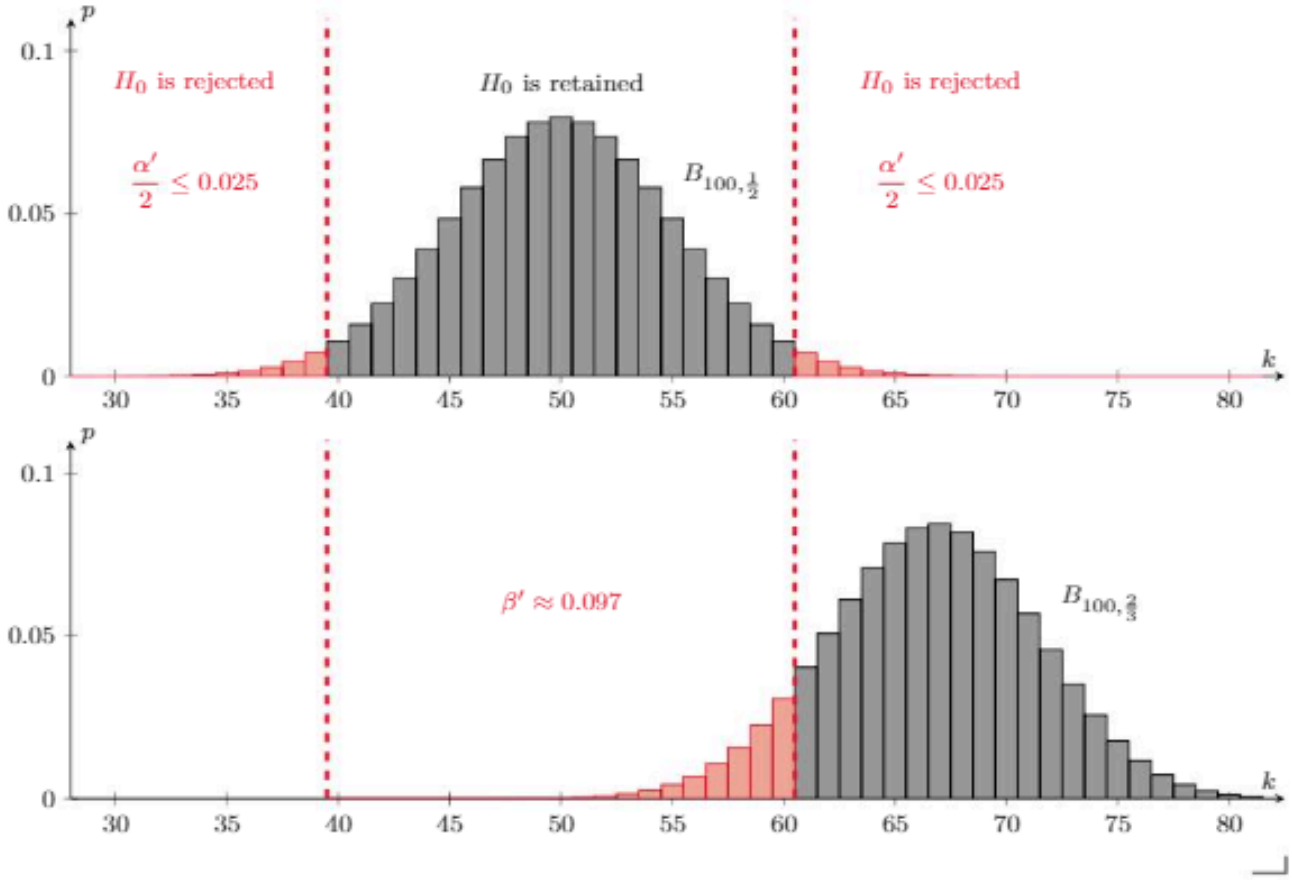 p
0.1
H₀ is rejected H₀ is retained H₀ is rejected
α′/2 ≤ 0.025 B₁₀₀,½ α′/2 ≤ 0.025
0.05
0
k
30 35 40 45 50 55 60 65 70 75 80
p
0.1
β′ ≈ 0.097 B₁₀₀,⅔
0.05
0
k
30 35 40 45 50 55 60 65 70 75 80